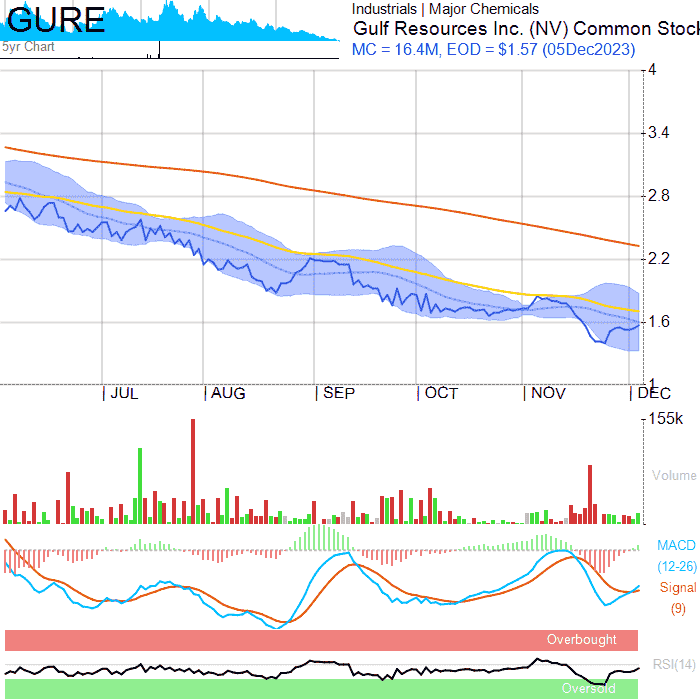 GURE
5yr Chart
Industrials | Major Chemicals
Gulf Resources Inc. (NV) Common Stock
MC = 16.4M, EOD = $1.57 (05Dec2023)
4
3.4
2.8
2.2
1.6
1
JUL
AUG
SEP
OCT
NOV
DEC
155k
Volume
MACD
(12-26)
Signal
(9)
Overbought
RSI(14)
Oversold